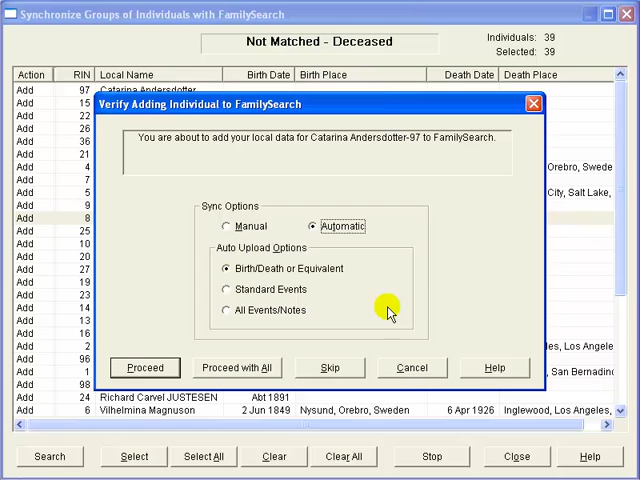 Synchronize Groups of Individuals with FamilySearch
Not Matched - Deceased
Individuals: 39
Selected: 39
Action RIN Local Name Birth Date Birth Place Death Date Death Place
Add 97 Catarina Andersdotter
Add 15
Add 22
Add 26
Add 36
Add 21
Add 4 Orebro, Swede
Add 7
Add 5 City, Salt Lake,
Add 9
Add 8
Add 25
Add 30
Add 27
Add 10
Add 23
Add 14
Add 13
Add 16
Add 2 Los Angeles
Add 96
Add 1 San Bernadino
Add 98
Add 24 Richard Carvel JUSTESEN Abt 1891
Add 6 Vilhelmina Magnuson 2 Jun 1849 Nysund, Orebro, Sweden 6 Apr 1926 Inglewood, Los Angeles,
Verify Adding Individual to FamilySearch
You are about to add your local data for Catarina Andersdotter-97 to FamilySearch.
Sync Options
Manual Automatic
Auto Upload Options
Birth/Death or Equivalent
Standard Events
All Events/Notes
Proceed Proceed with All Skip Cancel Help
Search Select Select All Clear Clear All Stop Close Help